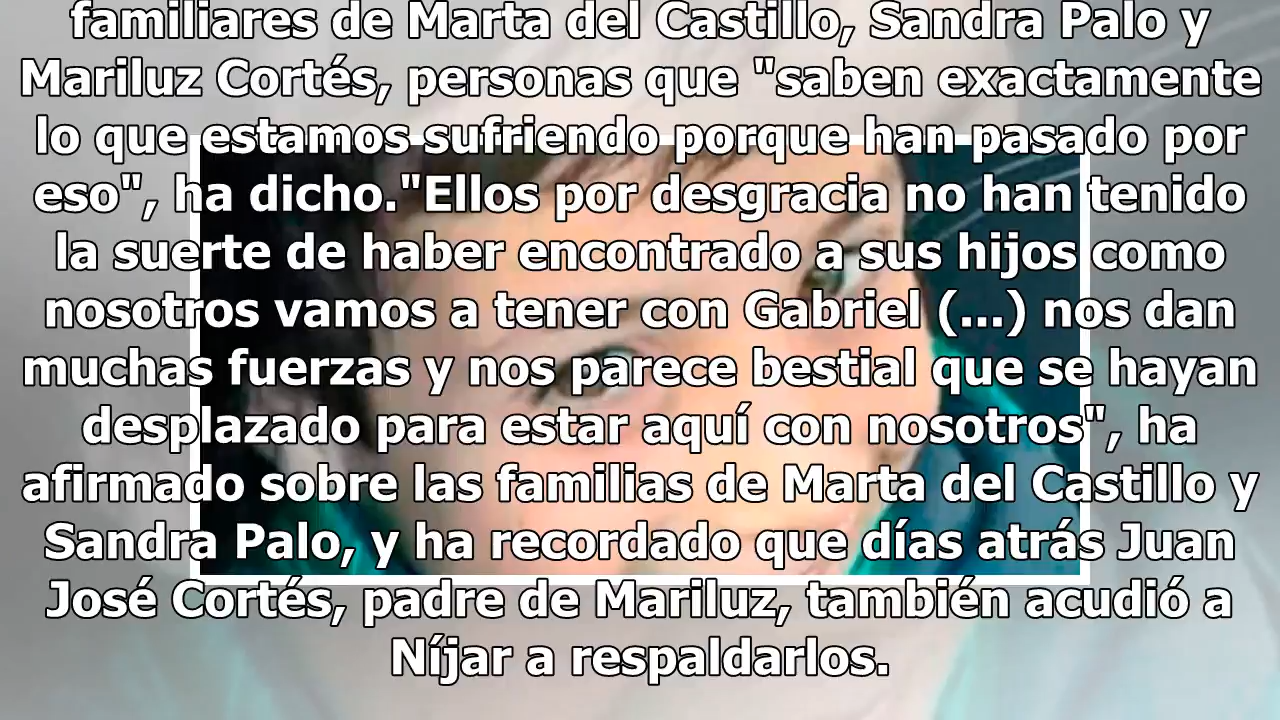 familiares de Marta del Castillo, Sandra Palo y
Mariluz Cortés, personas que "saben exactamente
lo que estamos sufriendo porque han pasado por
eso", ha dicho."Ellos por desgracia no han tenido
la suerte de haber encontrado a sus hijos como
nosotros vamos a tener con Gabriel (...) nos dan
muchas fuerzas y nos parece bestial que se hayan
desplazado para estar aquí con nosotros", ha
afirmado sobre las familias de Marta del Castillo y
Sandra Palo, y ha recordado que días atrás Juan
José Cortés, padre de Mariluz, también acudió a
Níjar a respaldarlos.